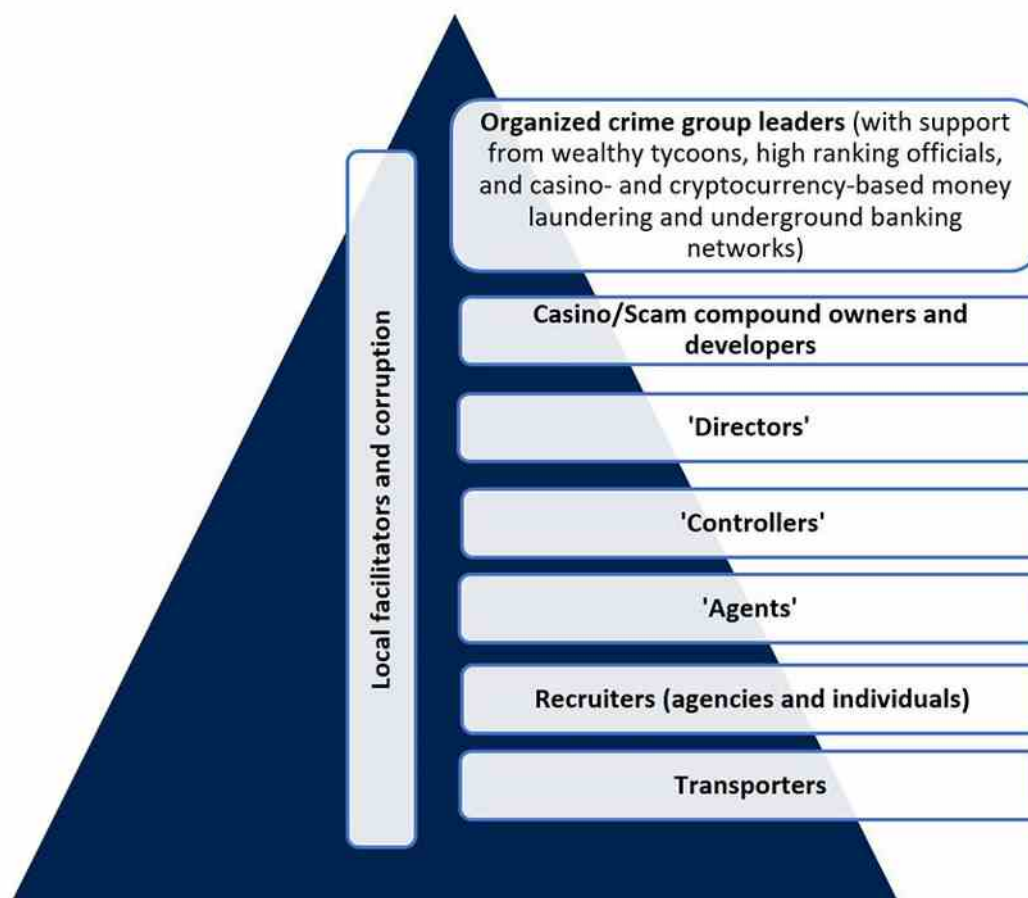 Organized crime group leaders (with support
from wealthy tycoons, high ranking officials,
and casino- and cryptocurrency-based money
laundering and underground banking
networks)
Local facilitators and corruption
Casino/Scam compound owners and
developers
'Directors'
'Controllers'
'Agents'
Recruiters (agencies and individuals)
Transporters